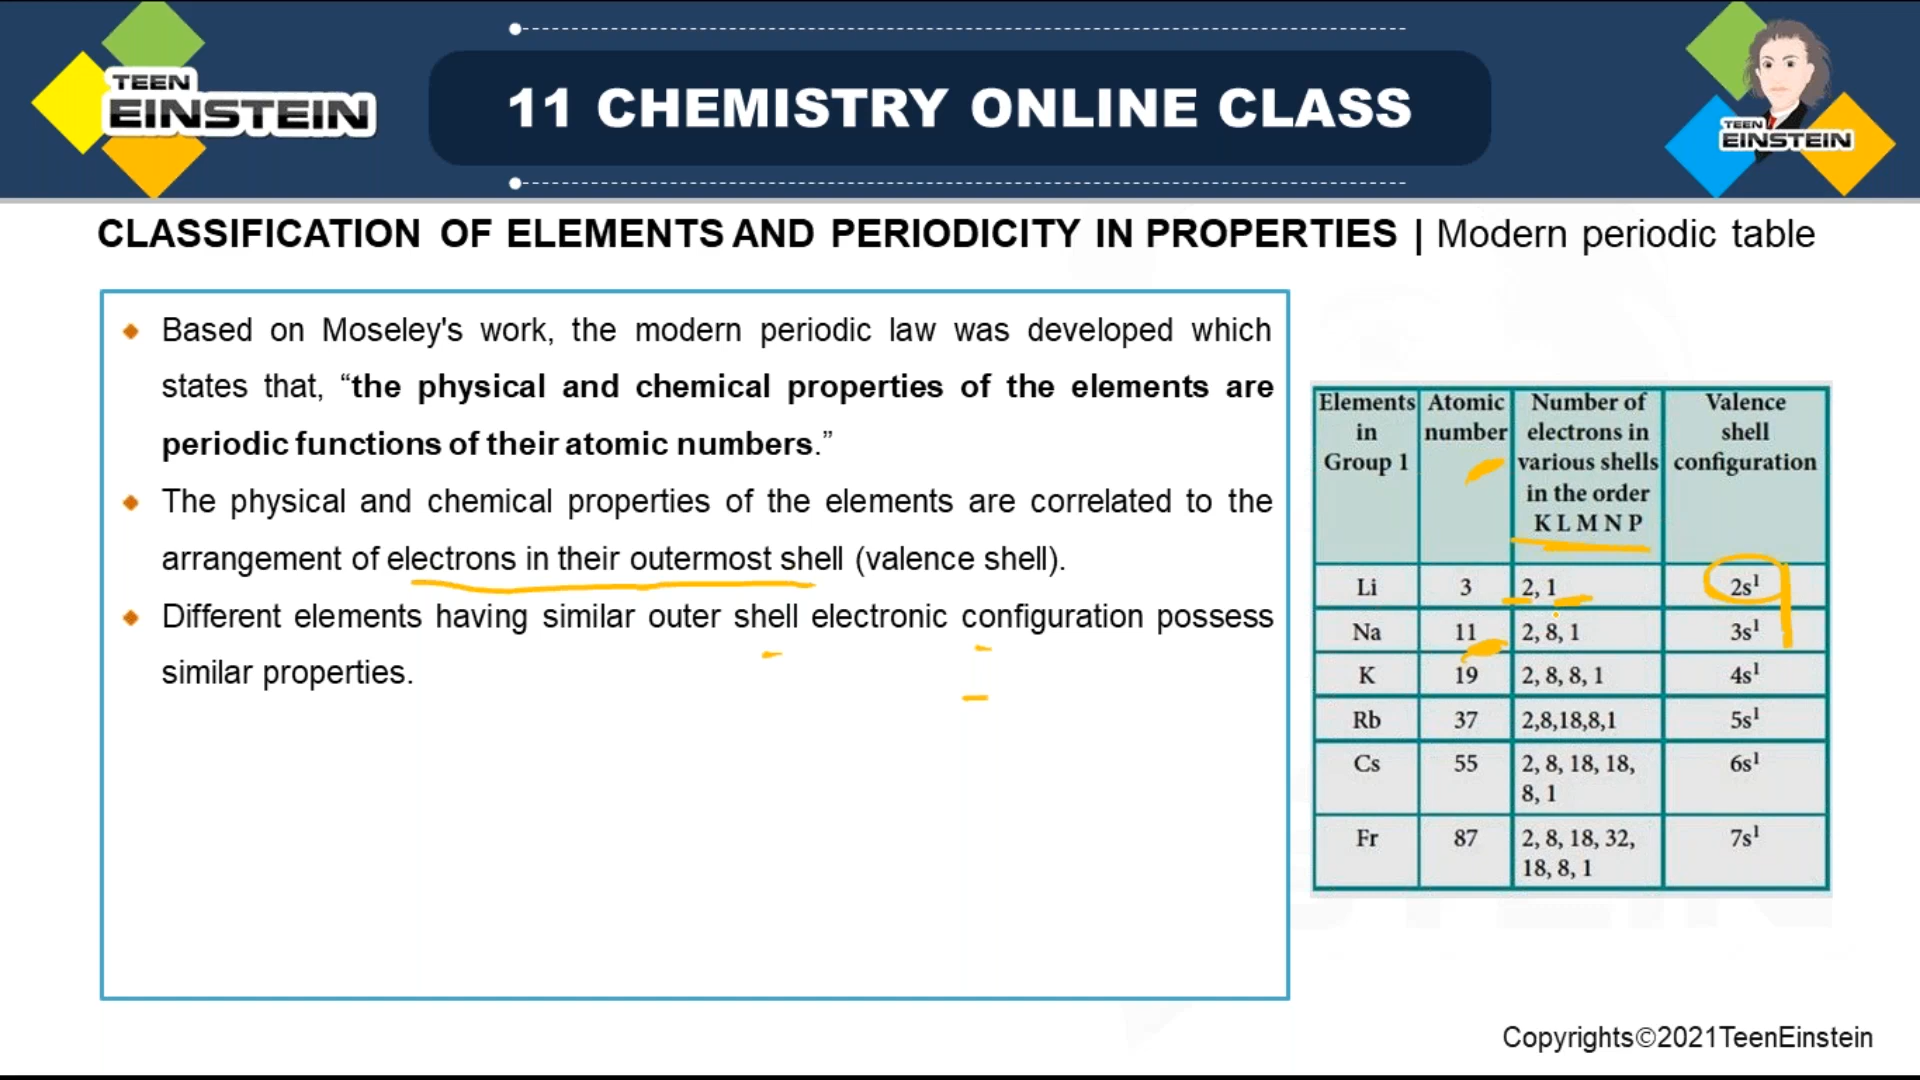 TEEN
EINSTEIN
11 CHEMISTRY ONLINE CLASS
TEEN
EINSTEIN
CLASSIFICATION OF ELEMENTS AND PERIODICITY IN PROPERTIES | Modern periodic table
Based on Moseley's work, the modern periodic law was developed which
states that, “the physical and chemical properties of the elements are
periodic functions of their atomic numbers.”
The physical and chemical properties of the elements are correlated to the
arrangement of electrons in their outermost shell (valence shell).
Different elements having similar outer shell electronic configuration possess
similar properties.
Elements in Group 1 Atomic number Number of electrons in various shells in the order K L M N P Valence shell configuration
Li 3 2, 1 2s¹
Na 11 2, 8, 1 3s¹
K 19 2, 8, 8, 1 4s¹
Rb 37 2,8,18,8,1 5s¹
Cs 55 2, 8, 18, 18, 8, 1 6s¹
Fr 87 2, 8, 18, 32, 18, 8, 1 7s¹
Copyrights©2021TeenEinstein